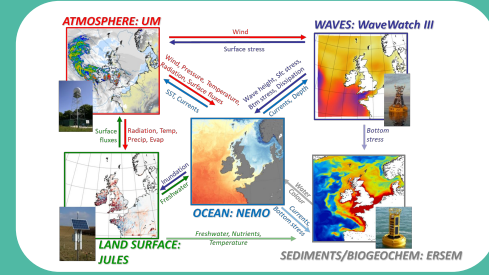 ATMOSPHERE: UM
WAVES: WaveWatch III
Wind
Surface stress
Wind, Pressure, Temperature,
Radiation, Surface fluxes
SST, Currents
Wave height, Sfc stress,
Btm stress, Dissipation
Currents, Depth
Surface
fluxes
Radiation, Temp,
Precip, Evap
Bottom
stress
Inundation
Freshwater
Water
Colour
Currents,
Bottom stress
OCEAN: NEMO
Freshwater, Nutrients,
Temperature
LAND SURFACE:
JULES
SEDIMENTS/BIOGEOCHEM: ERSEM